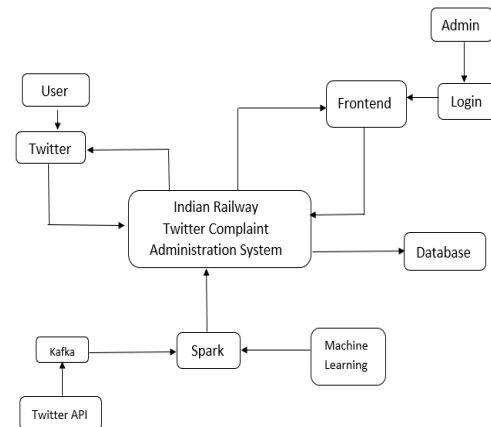 Admin
User
Frontend
Login
Twitter
Indian Railway
Twitter Complaint
Administration System
Database
Kafka
Spark
Machine
Learning
Twitter API